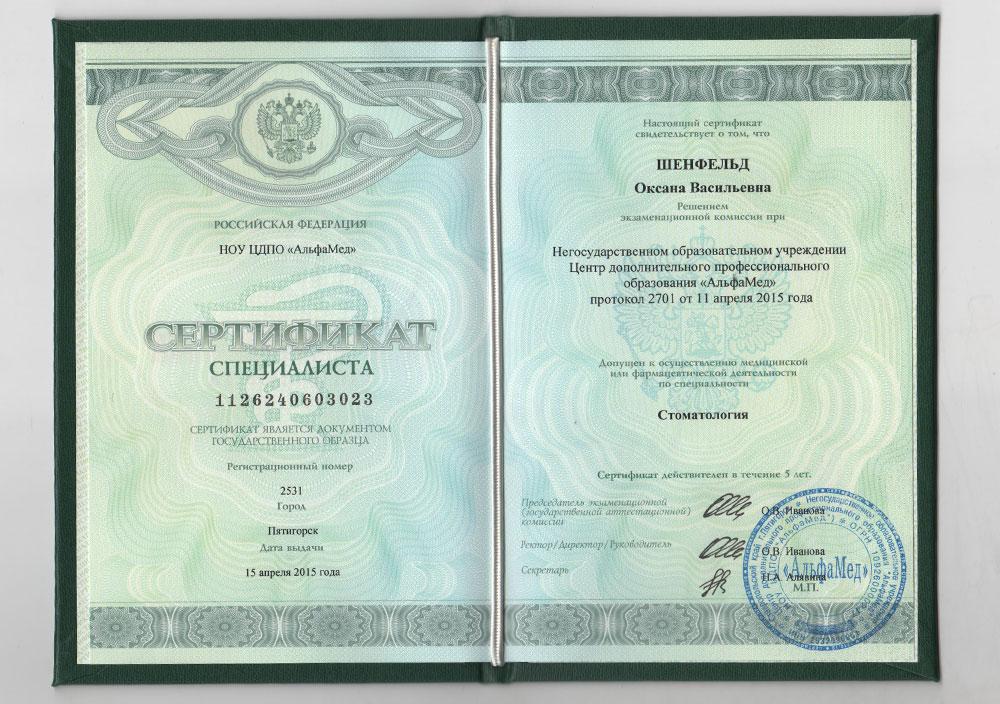 РОССИЙСКАЯ ФЕДЕРАЦИЯ
НОУ ЦДПО «АльфаМед»
СЕРТИФИКАТ
СПЕЦИАЛИСТА
1126240603023
СЕРТИФИКАТ ЯВЛЯЕТСЯ ДОКУМЕНТОМ
ГОСУДАРСТВЕННОГО ОБРАЗЦА
Регистрационный номер
2531
Город
Пятигорск
Дата выдачи
15 апреля 2015 года
Настоящий сертификат
свидетельствует о том, что
ШЕНФЕЛЬД
Оксана Васильевна
Решением
экзаменационной комиссии при
Негосударственном образовательном учреждении
Центр дополнительного профессионального
образования «АльфаМед»
протокол 2701 от 11 апреля 2015 года
Допущен к осуществлению медицинской
или фармацевтической деятельности
по специальности
Стоматология
Сертификат действителен в течение 5 лет.
Председатель экзаменационной
(государственной аттестационной)
комиссии
О.В. Иванова
Ректор/Директор/Руководитель
О.В. Иванова
Секретарь
Н.А. Алявина
М.П.
«АльфаМед»